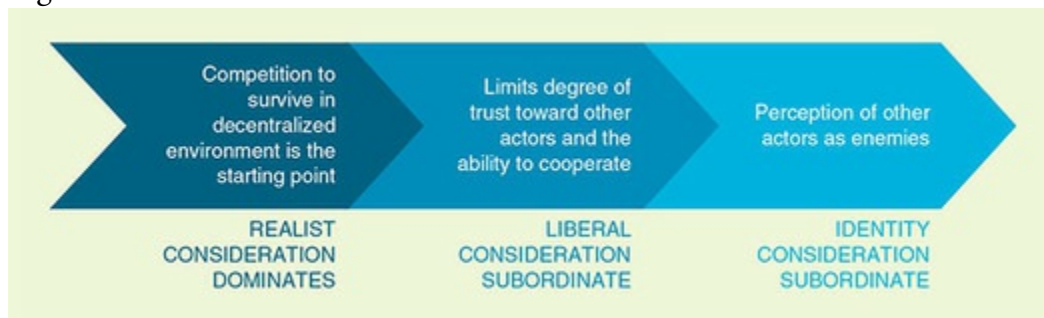 Competition to
survive in
decentralized
environment is the
starting point
Limits degree of
trust toward other
actors and the
ability to cooperate
Perception of other
actors as enemies
REALIST
CONSIDERATION
DOMINATES
LIBERAL
CONSIDERATION
SUBORDINATE
IDENTITY
CONSIDERATION
SUBORDINATE